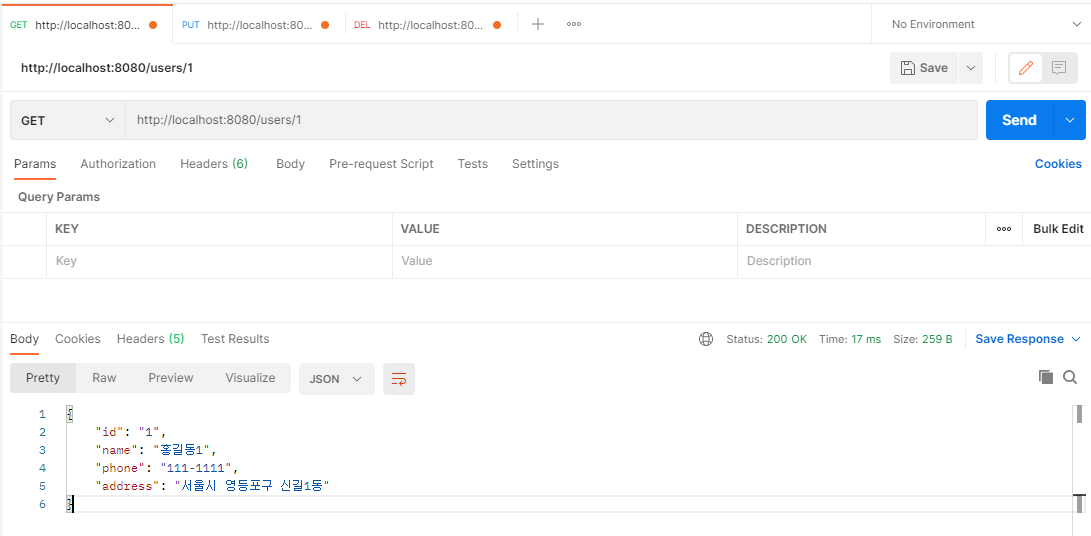 GET http://localhost:80... PUT http://localhost:80... DEL http://localhost:80... No Environment
http://localhost:8080/users/1 Save
GET http://localhost:8080/users/1 Send
Params Authorization Headers (6) Body Pre-request Script Tests Settings Cookies
Query Params
KEY VALUE DESCRIPTION Bulk Edit
Key Value Description
Body Cookies Headers (5) Test Results Status: 200 OK Time: 17 ms Size: 259 B Save Response
Pretty Raw Preview Visualize JSON
1 {
2 "id": "1",
3 "name": "홍길동1",
4 "phone": "111-1111",
5 "address": "서울시 영등포구 신길1동"
6 }